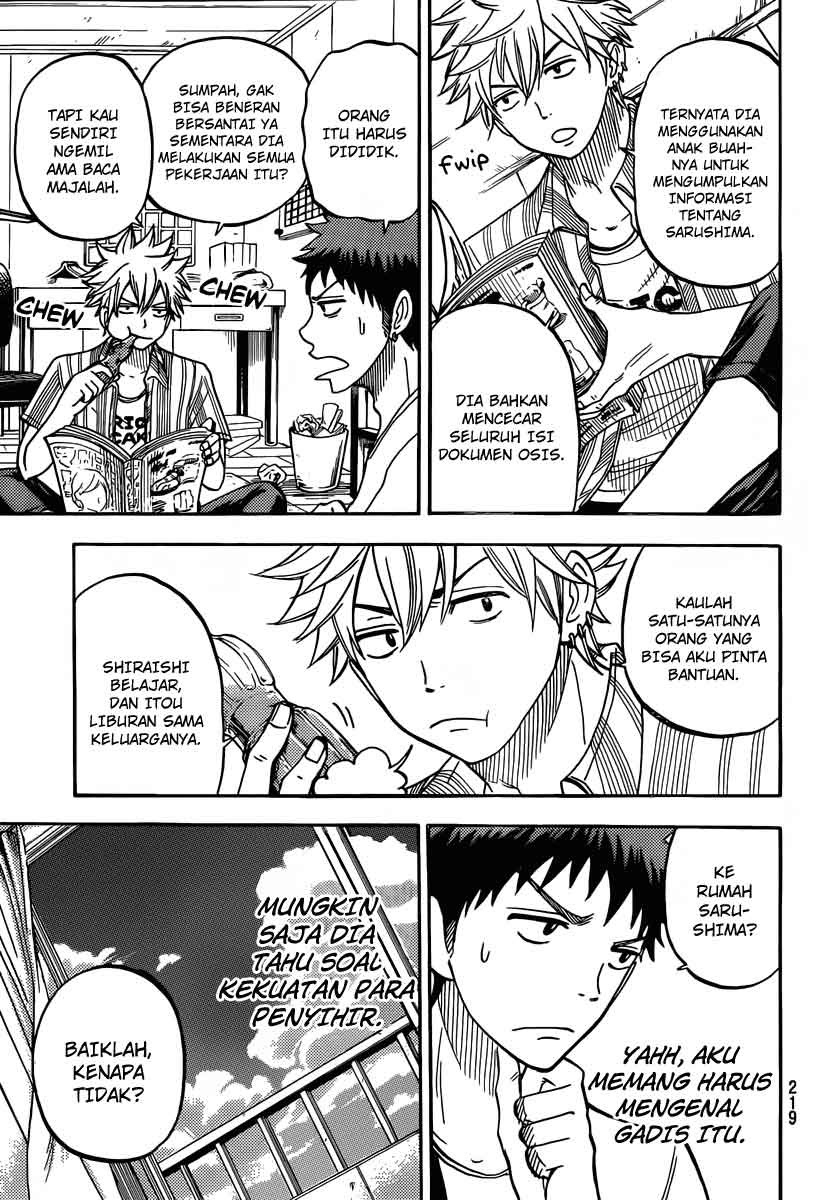 TERNYATA DIA
MENGGUNAKAN
ANAK BUAH-
NYA UNTUK
MENGUMPULKAN
INFORMASI
TENTANG
SARUSHIMA.
FWIP
DIA BAHKAN
MENCECAR
SELURUH ISI
DOKUMEN OSIS.
ORANG
ITU HARUS
DIDIDIK.
SUMPAH, GAK
BISA BENERAN
BERSANTAI YA
SEMENTARA DIA
MELAKUKAN SEMUA
PEKERJAAN ITU?
TAPI KAU
SENDIRI
NGEMIL
AMA BACA
MAJALAH.
CHEW
CHEW
KAULAH
SATU-SATUNYA
ORANG YANG
BISA AKU PINTA
BANTUAN.
SHIRAISHI
BELAJAR,
DAN ITOU
LIBURAN SAMA
KELUARGANYA.
KE
RUMAH
SARU-
SHIMA?
YAHH, AKU
MEMANG HARUS
MENGENAL
GADIS ITU.
MUNGKIN
SAJA DIA
TAHU SOAL
KEKUATAN PARA
PENYIHIR.
BAIKLAH,
KENAPA
TIDAK?
219